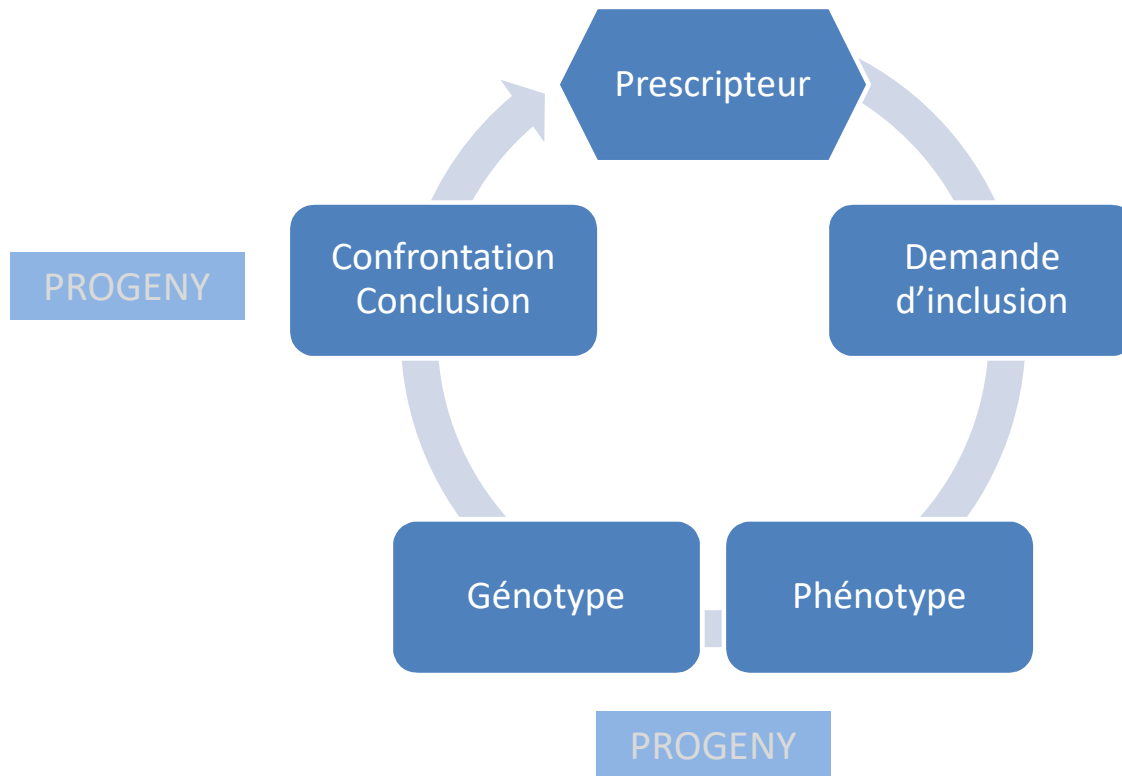 Prescripteur
Demande
d’inclusion
Phénotype
Génotype
Confrontation
Conclusion
PROGENY
PROGENY